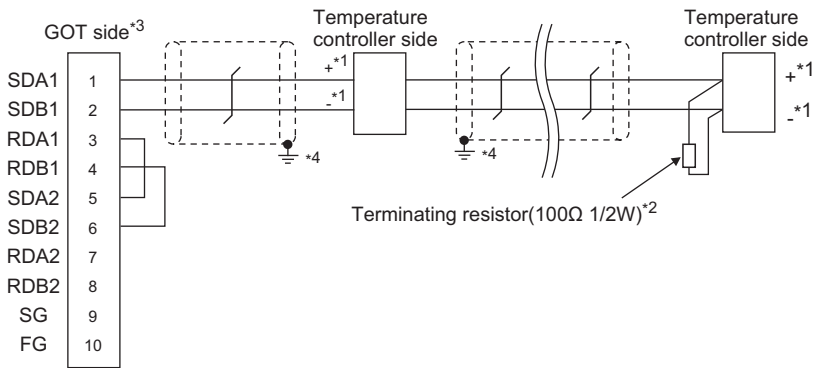 GOT side*3
Temperature
controller side
Temperature
controller side
SDA1 1
SDB1 2
RDA1 3
RDB1 4
SDA2 5
SDB2 6
RDA2 7
RDB2 8
SG 9
FG 10
+*1
-*1
*4
*4
+*1
-*1
Terminating resistor(100Ω 1/2W)*2